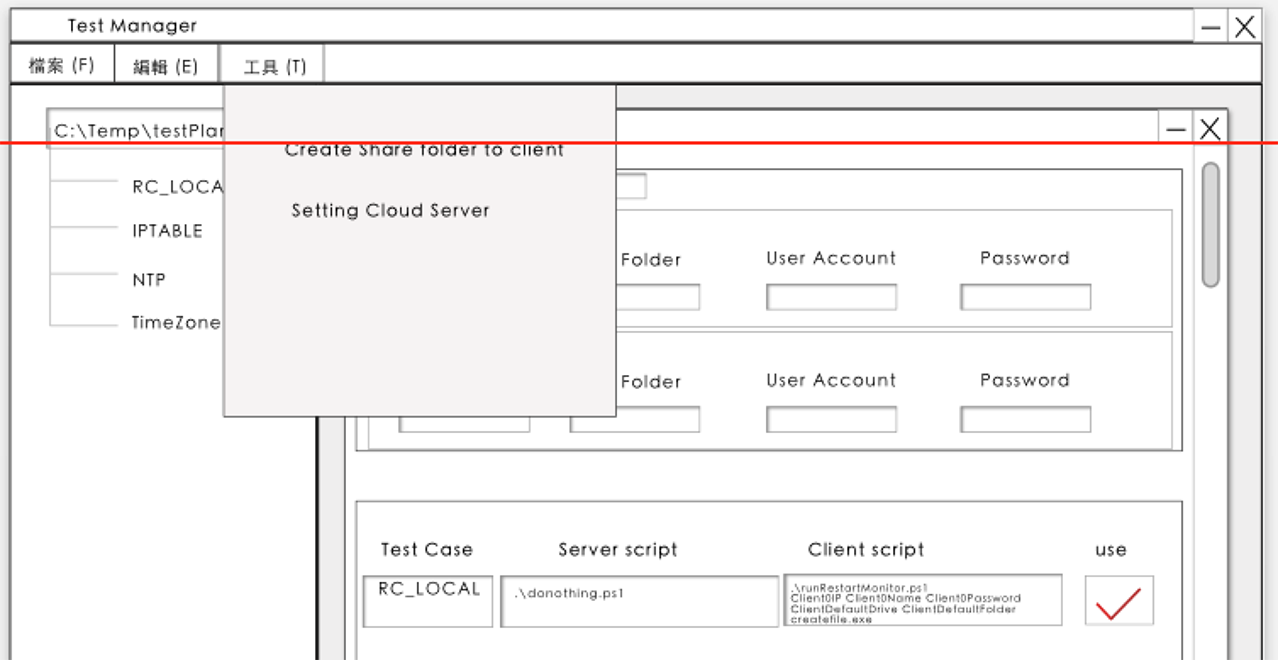 Test Manager
檔案 (F) 編輯 (E) 工具 (T)
C:\Temp\testPlan
Create Share folder to client
RC_LOCA
Setting Cloud Server
IPTABLE
Folder User Account Password
NTP
TimeZone
Folder User Account Password
Test Case Server script Client script use
RC_LOCAL .\donothing.ps1 .\runRestartMonitor.ps1
Client0IP Client0Name Client0Password
ClientDefaultDrive ClientDefaultFolder
createfile.exe